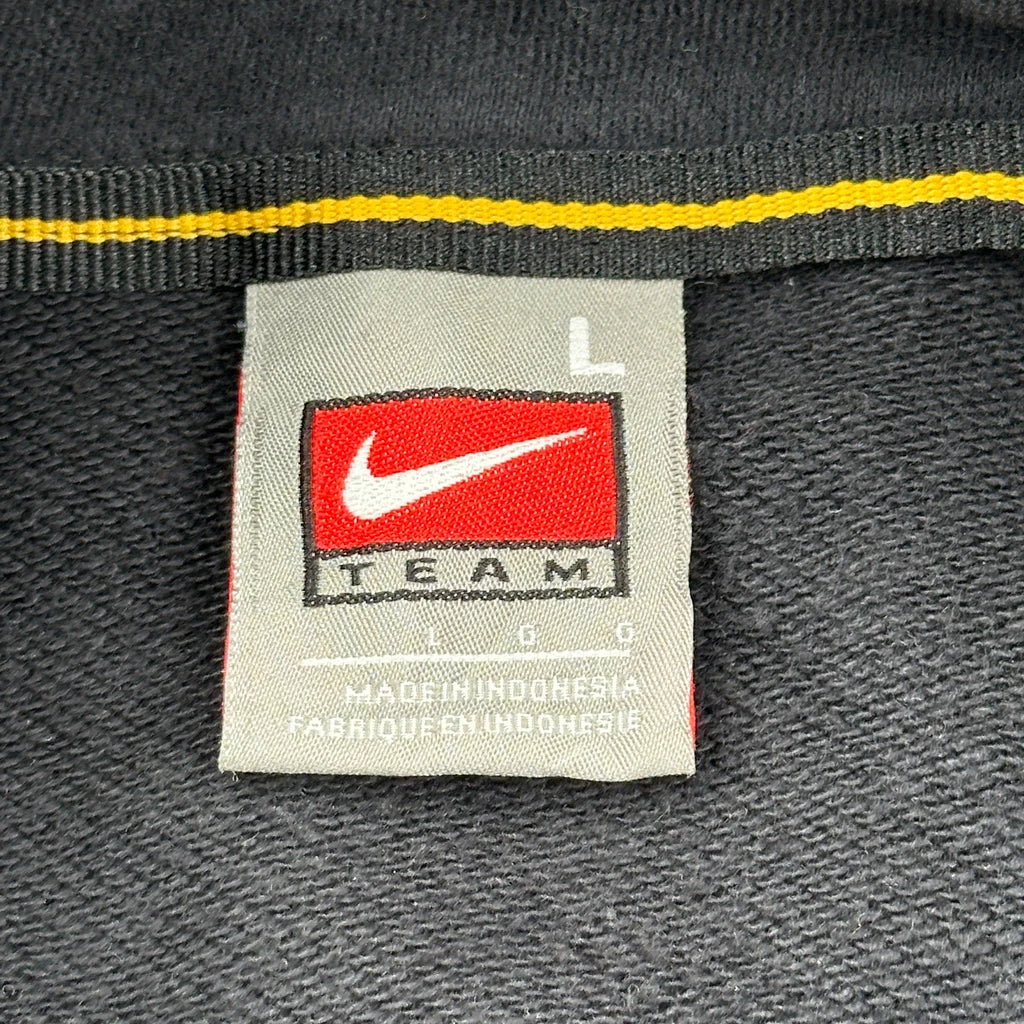 L
TEAM
L G G
MADE IN INDONESIA
FABRIQUE EN INDONESIE